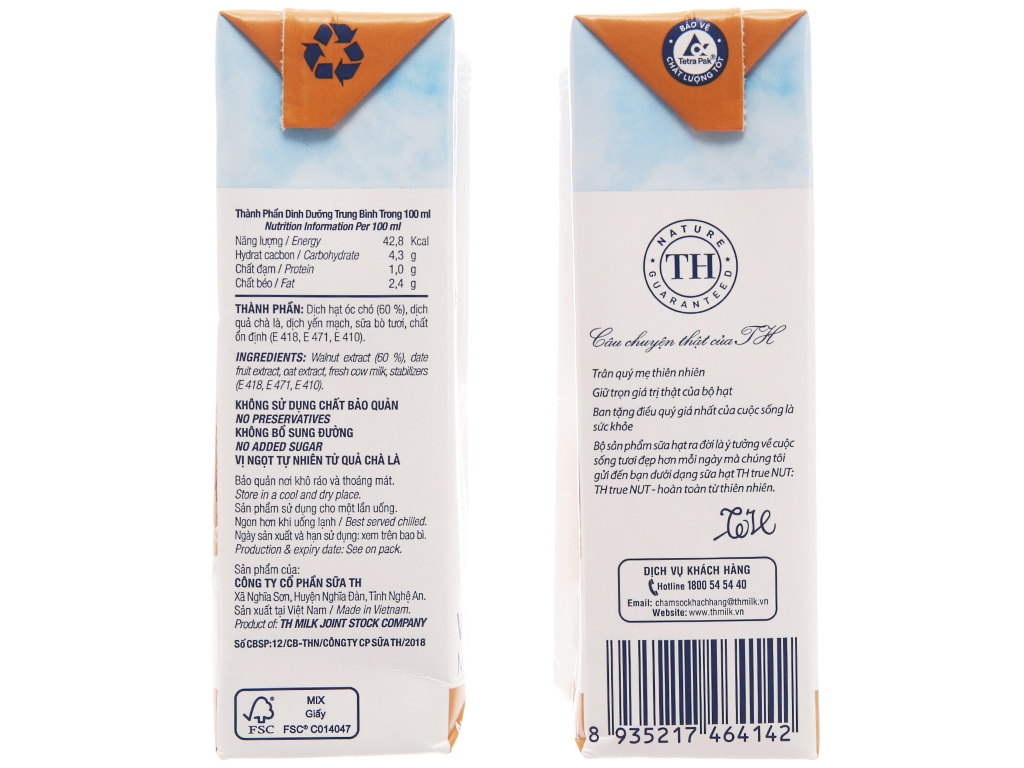 Thành Phần Dinh Dưỡng Trung Bình Trong 100 ml
Nutrition Information Per 100 ml
Năng lượng / Energy 42,8 Kcal
Hydrat cacbon / Carbohydrate 4,3 g
Chất đạm / Protein 1,0 g
Chất béo / Fat 2,4 g
THÀNH PHẦN: Dịch hạt óc chó (60 %), dịch
quả chà là, dịch yến mạch, sữa bò tươi, chất
ổn định (E 418, E 471, E 410).
INGREDIENTS: Walnut extract (60 %), date
fruit extract, oat extract, fresh cow milk, stabilizers
(E 418, E 471, E 410).
KHÔNG SỬ DỤNG CHẤT BẢO QUẢN
NO PRESERVATIVES
KHÔNG BỔ SUNG ĐƯỜNG
NO ADDED SUGAR
VỊ NGỌT TỰ NHIÊN TỪ QUẢ CHÀ LÀ
Bảo quản nơi khô ráo và thoáng mát.
Store in a cool and dry place.
Sản phẩm sử dụng cho một lần uống.
Ngon hơn khi uống lạnh / Best served chilled.
Ngày sản xuất và hạn sử dụng: xem trên bao bì.
Production & expiry date: See on pack.
Sản phẩm của:
CÔNG TY CỔ PHẦN SỮA TH
Xã Nghĩa Sơn, Huyện Nghĩa Đàn, Tỉnh Nghệ An.
Sản xuất tại Việt Nam / Made in Vietnam.
Product of: TH MILK JOINT STOCK COMPANY
Số CBSP: 12/CB-THN/CÔNG TY CP SỮA TH/2018
FSC
MIX
Giấy
FSC® C014047
BẢO VỆ
Tetra Pak®
CHẤT LƯỢNG TỐT
NATURE
TH
GUARANTEED
Câu chuyện thật của TH
Trân quý mẹ thiên nhiên
Giữ trọn giá trị thật của bộ hạt
Ban tặng điều quý giá nhất của cuộc sống là
sức khỏe
Bộ sản phẩm sữa hạt ra đời là ý tưởng về cuộc
sống tươi đẹp hơn mỗi ngày mà chúng tôi
gửi đến bạn dưới dạng sữa hạt TH true NUT:
TH true NUT - hoàn toàn từ thiên nhiên.
TH
DỊCH VỤ KHÁCH HÀNG
Hotline 1800 54 54 40
Email: chamsockhachhang@thmilk.vn
Website: www.thmilk.vn
8 935217 464142